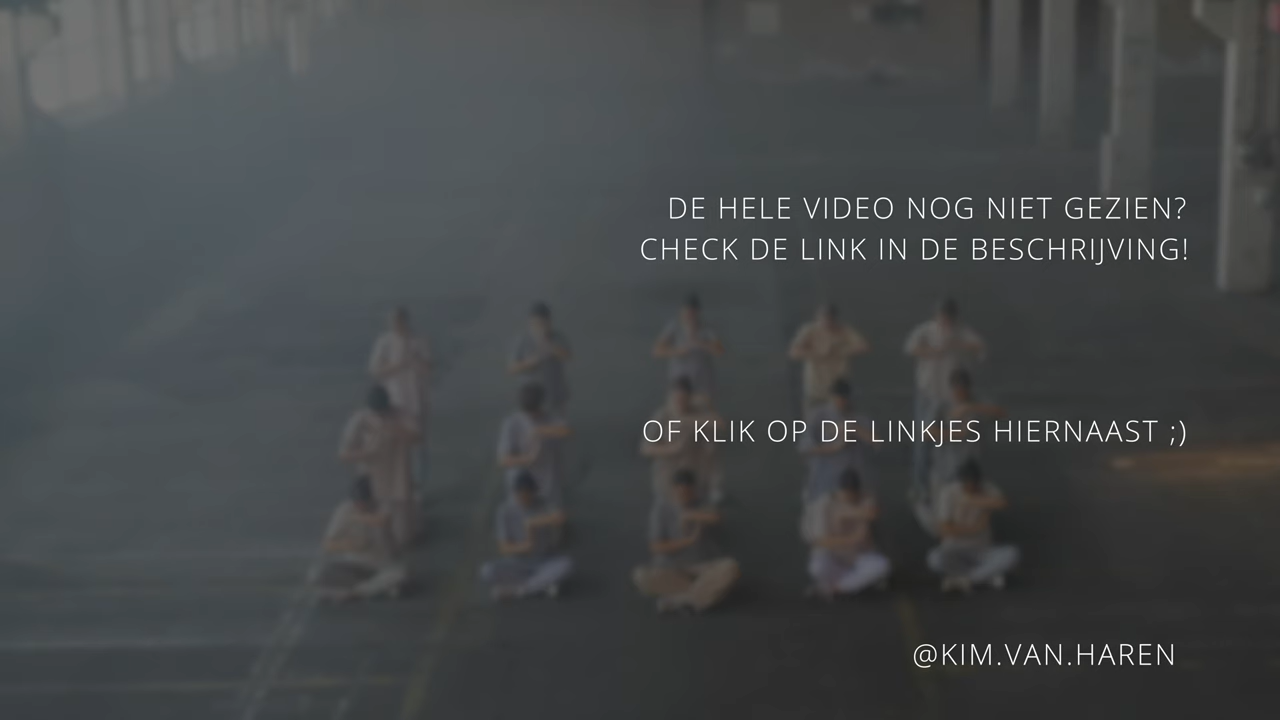 DE HELE VIDEO NOG NIET GEZIEN?
CHECK DE LINK IN DE BESCHRIJVING!
OF KLIK OP DE LINKJES HIERNAAST ;)
@KIM.VAN.HAREN